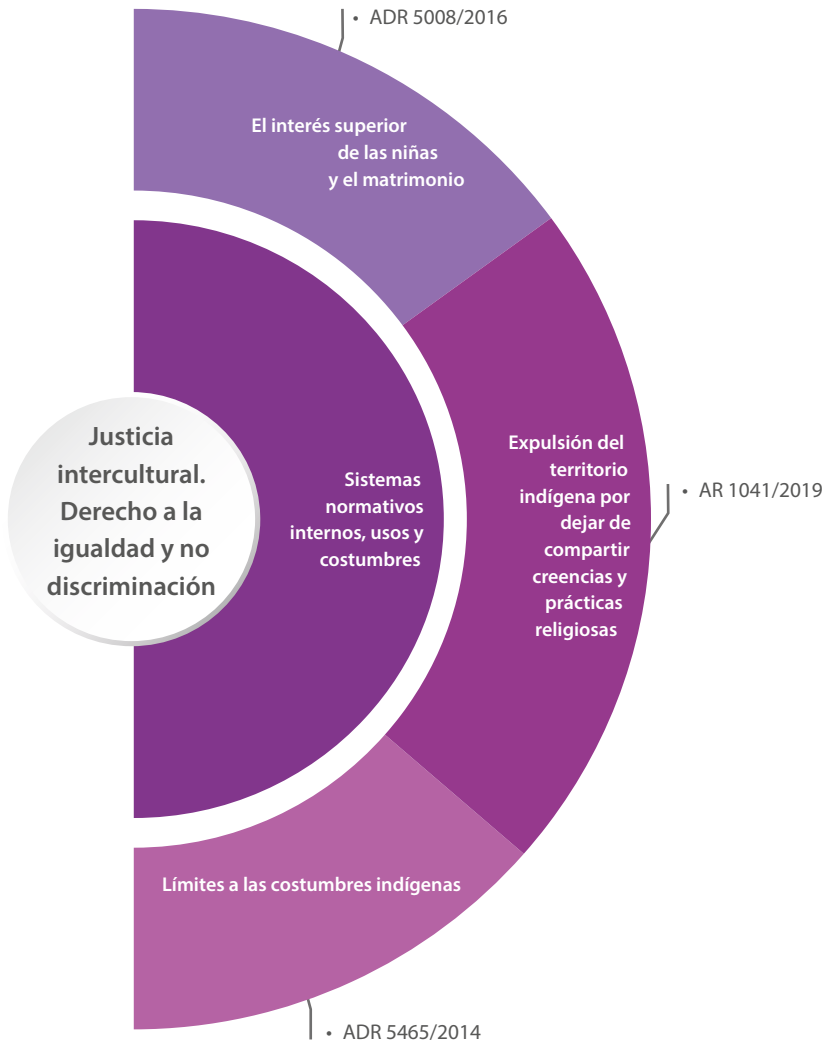 • ADR 5008/2016
El interés superior
de las niñas
y el matrimonio
Justicia
intercultural.
Derecho a la
igualdad y no
discriminación
Sistemas
normativos
internos, usos y
costumbres
Expulsión del
territorio
indígena por
dejar de
compartir
creencias y
prácticas
religiosas
• AR 1041/2019
Límites a las costumbres indígenas
• ADR 5465/2014